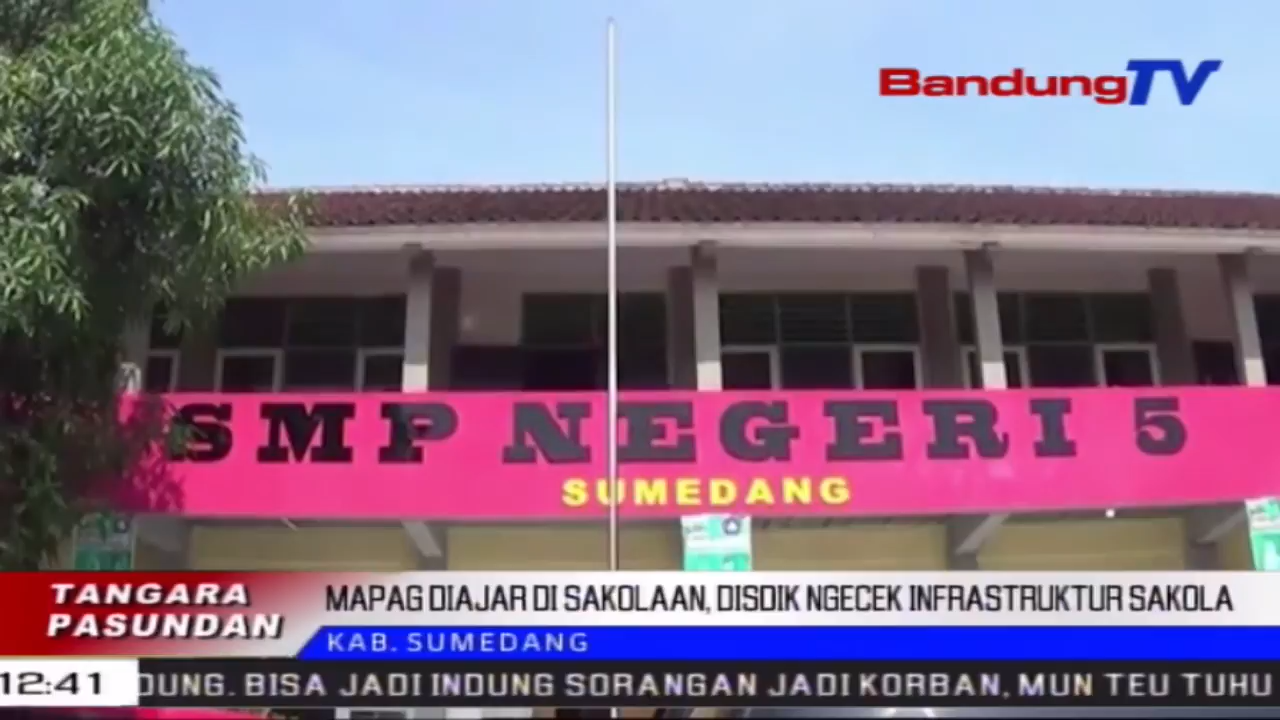 BandungTV
SMP NEGERI 5
SUMEDANG
TANGARA
PASUNDAN
MAPAG DIAJAR DI SAKOLAAN, DISDIK NGECEK INFRASTRUKTUR SAKOLA
KAB. SUMEDANG
12:41
DUNG. BISA JADI INDUNG SORANGAN JADI KORBAN, MUN TEU TUHU